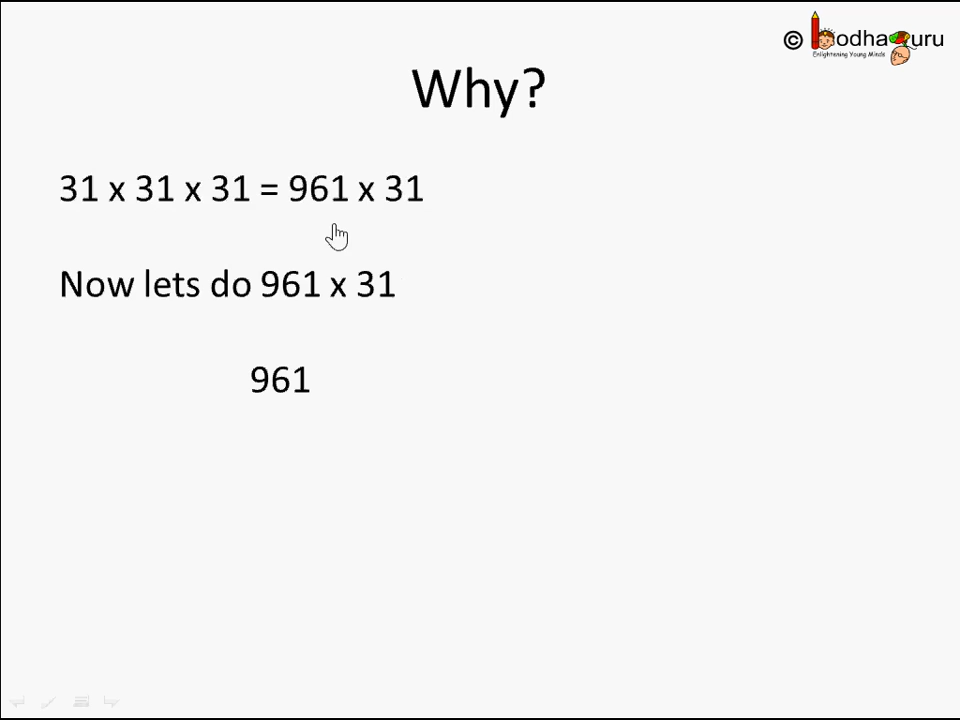 © bodhaguru
Enlightening Young Minds
Why?
31 x 31 x 31 = 961 x 31
Now lets do 961 x 31
961